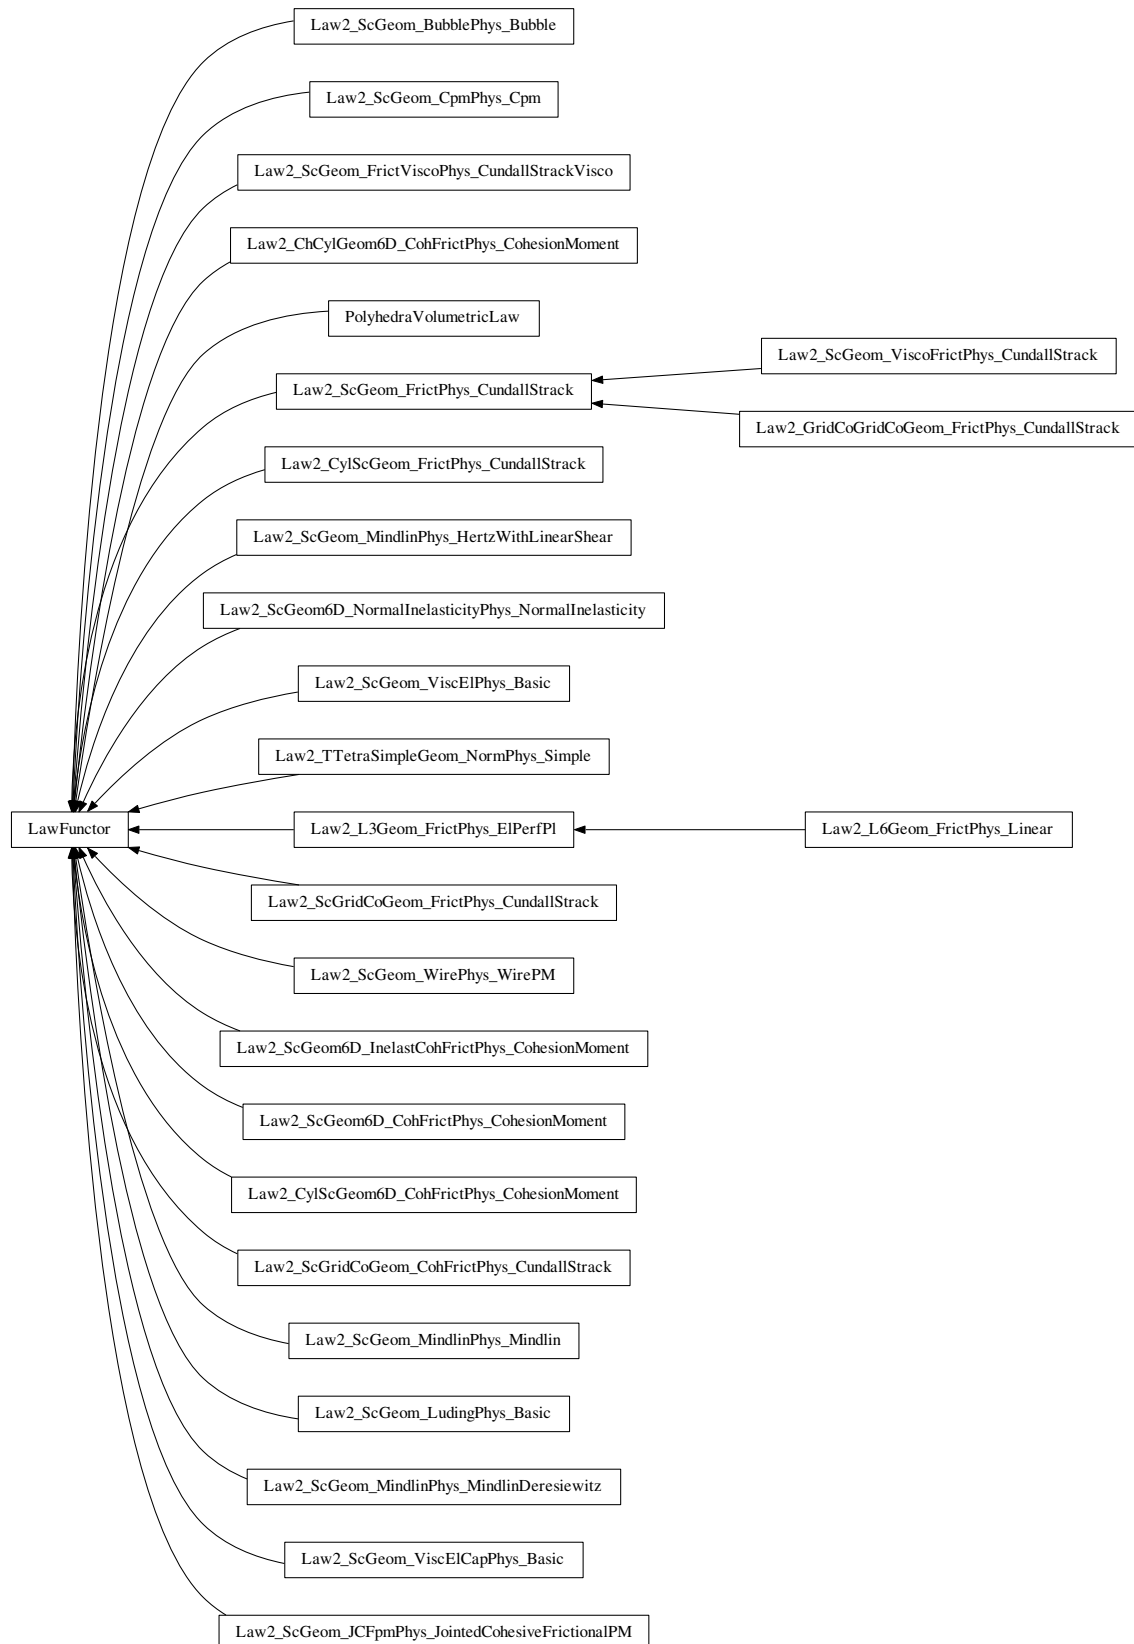 Law2_ScGeom_BubblePhys_Bubble
Law2_ScGeom_CpmPhys_Cpm
Law2_ScGeom_FrictViscoPhys_CundallStrackVisco
Law2_ChCylGeom6D_CohFrictPhys_CohesionMoment
PolyhedraVolumetricLaw
Law2_ScGeom_ViscoFrictPhys_CundallStrack
Law2_ScGeom_FrictPhys_CundallStrack
Law2_GridCoGridCoGeom_FrictPhys_CundallStrack
Law2_CylScGeom_FrictPhys_CundallStrack
Law2_ScGeom_MindlinPhys_HertzWithLinearShear
Law2_ScGeom6D_NormalInelasticityPhys_NormalInelasticity
Law2_ScGeom_ViscElPhys_Basic
Law2_TTetraSimpleGeom_NormPhys_Simple
LawFunctor
Law2_L3Geom_FrictPhys_ElPerfPl
Law2_L6Geom_FrictPhys_Linear
Law2_ScGridCoGeom_FrictPhys_CundallStrack
Law2_ScGeom_WirePhys_WirePM
Law2_ScGeom6D_InelastCohFrictPhys_CohesionMoment
Law2_ScGeom6D_CohFrictPhys_CohesionMoment
Law2_CylScGeom6D_CohFrictPhys_CohesionMoment
Law2_ScGridCoGeom_CohFrictPhys_CundallStrack
Law2_ScGeom_MindlinPhys_Mindlin
Law2_ScGeom_LudingPhys_Basic
Law2_ScGeom_MindlinPhys_MindlinDeresiewitz
Law2_ScGeom_ViscElCapPhys_Basic
Law2_ScGeom_JCFpmPhys_JointedCohesiveFrictionalPM